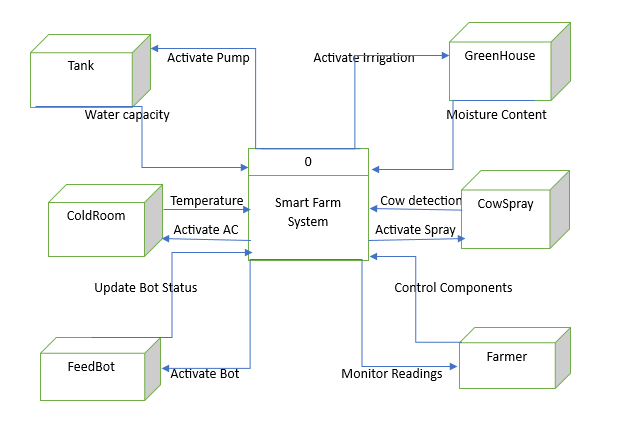 Tank
Activate Pump
Activate Irrigation
GreenHouse
Water capacity
Moisture Content
0
Smart Farm
System
ColdRoom
Temperature
Activate AC
Cow detection
CowSpray
Activate Spray
Update Bot Status
Control Components
FeedBot
Activate Bot
Monitor Readings
Farmer